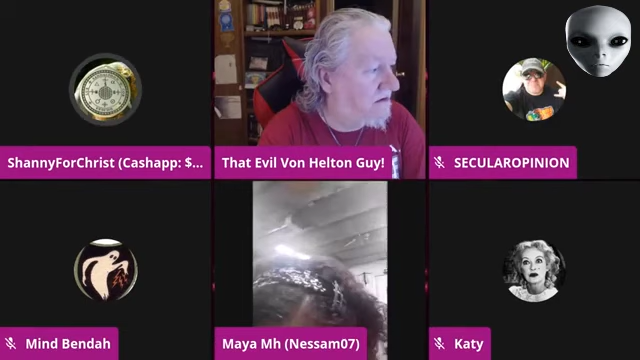 ShannyForChrist (Cashapp: $...
That Evil Von Helton Guy!
SECULAROPINION
Mind Bendah
Maya Mh (Nessam07)
Katy